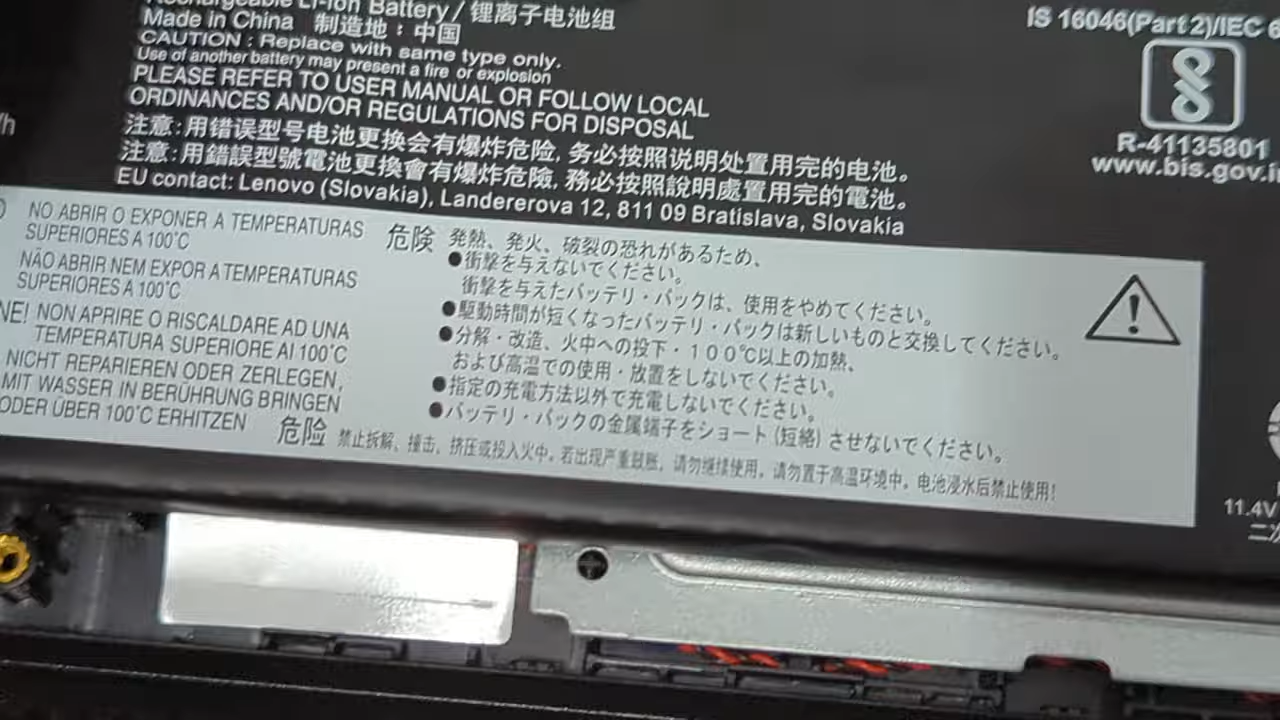 Rechargeable Li-ion Battery / 锂离子电池组
Made in China 制造地：中国
CAUTION : Replace with same type only.
Use of another battery may present a fire or explosion
PLEASE REFER TO USER MANUAL OR FOLLOW LOCAL
ORDINANCES AND/OR REGULATIONS FOR DISPOSAL
注意:用错误型号电池更换会有爆炸危险, 务必按照说明处置用完的电池。
注意:用錯誤型號電池更換會有爆炸危險, 務必按照說明處置用完的電池。
EU contact: Lenovo (Slovakia), Landererova 12, 811 09 Bratislava, Slovakia
IS 16046(Part 2)/IEC 6
R-41135801
www.bis.gov.in
NO ABRIR O EXPONER A TEMPERATURAS
SUPERIORES A 100°C
NÃO ABRIR NEM EXPOR A TEMPERATURAS
SUPERIORES A 100°C
NE! NON APRIRE O RISCALDARE AD UNA
TEMPERATURA SUPERIORE AI 100°C
NICHT REPARIEREN ODER ZERLEGEN,
MIT WASSER IN BERÜHRUNG BRINGEN
ODER ÜBER 100°C ERHITZEN
危険 発熱、発火、破裂の恐れがあるため、
●衝撃を与えないでください。
衝撃を与えたバッテリ・パックは、使用をやめてください。
●駆動時間が短くなったバッテリ・パックは新しいものと交換してください。
●分解・改造、火中への投下・１００℃以上の加熱、
および高温での使用・放置をしないでください。
●指定の充電方法以外で充電しないでください。
●バッテリ・パックの金属端子をショート (短絡) させないでください。
危险 禁止拆解、撞击、挤压或投入火中。若出现严重鼓胀，请勿继续使用。请勿置于高温环境中。电池浸水后禁止使用!
11.4V
二次